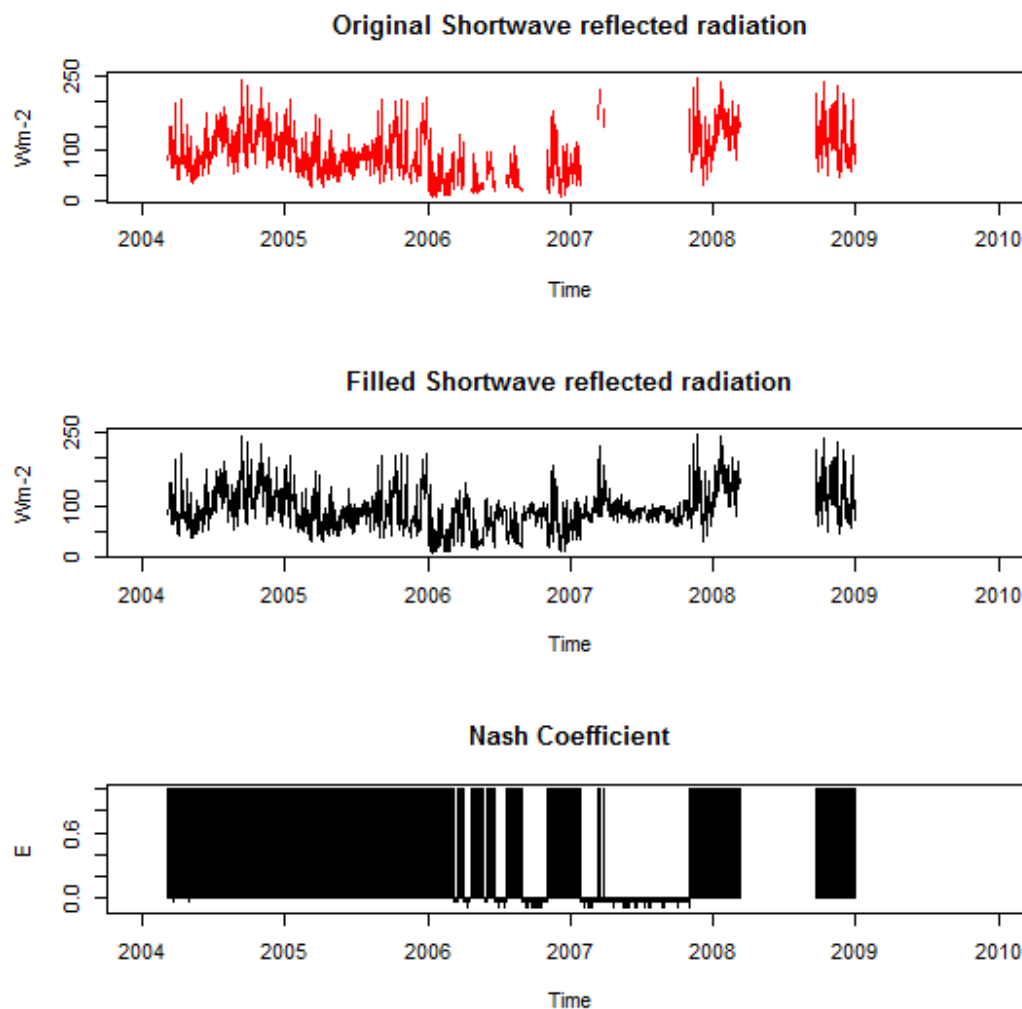 Original Shortwave reflected radiation
250
100
0
Wm-2
2004 2005 2006 2007 2008 2009 2010
Time
Filled Shortwave reflected radiation
250
100
0
Wm-2
2004 2005 2006 2007 2008 2009 2010
Time
Nash Coefficient
0.6
0.0
E
2004 2005 2006 2007 2008 2009 2010
Time